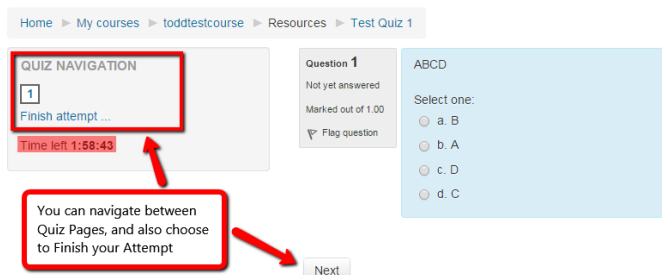 Home ► My courses ► toddtestcourse ► Resources ► Test Quiz 1
QUIZ NAVIGATION
1
Finish attempt ...
Time left 1:58:43
Question 1
Not yet answered
Marked out of 1.00
Flag question
ABCD
Select one:
a. B
b. A
c. D
d. C
You can navigate between
Quiz Pages, and also choose
to Finish your Attempt
Next